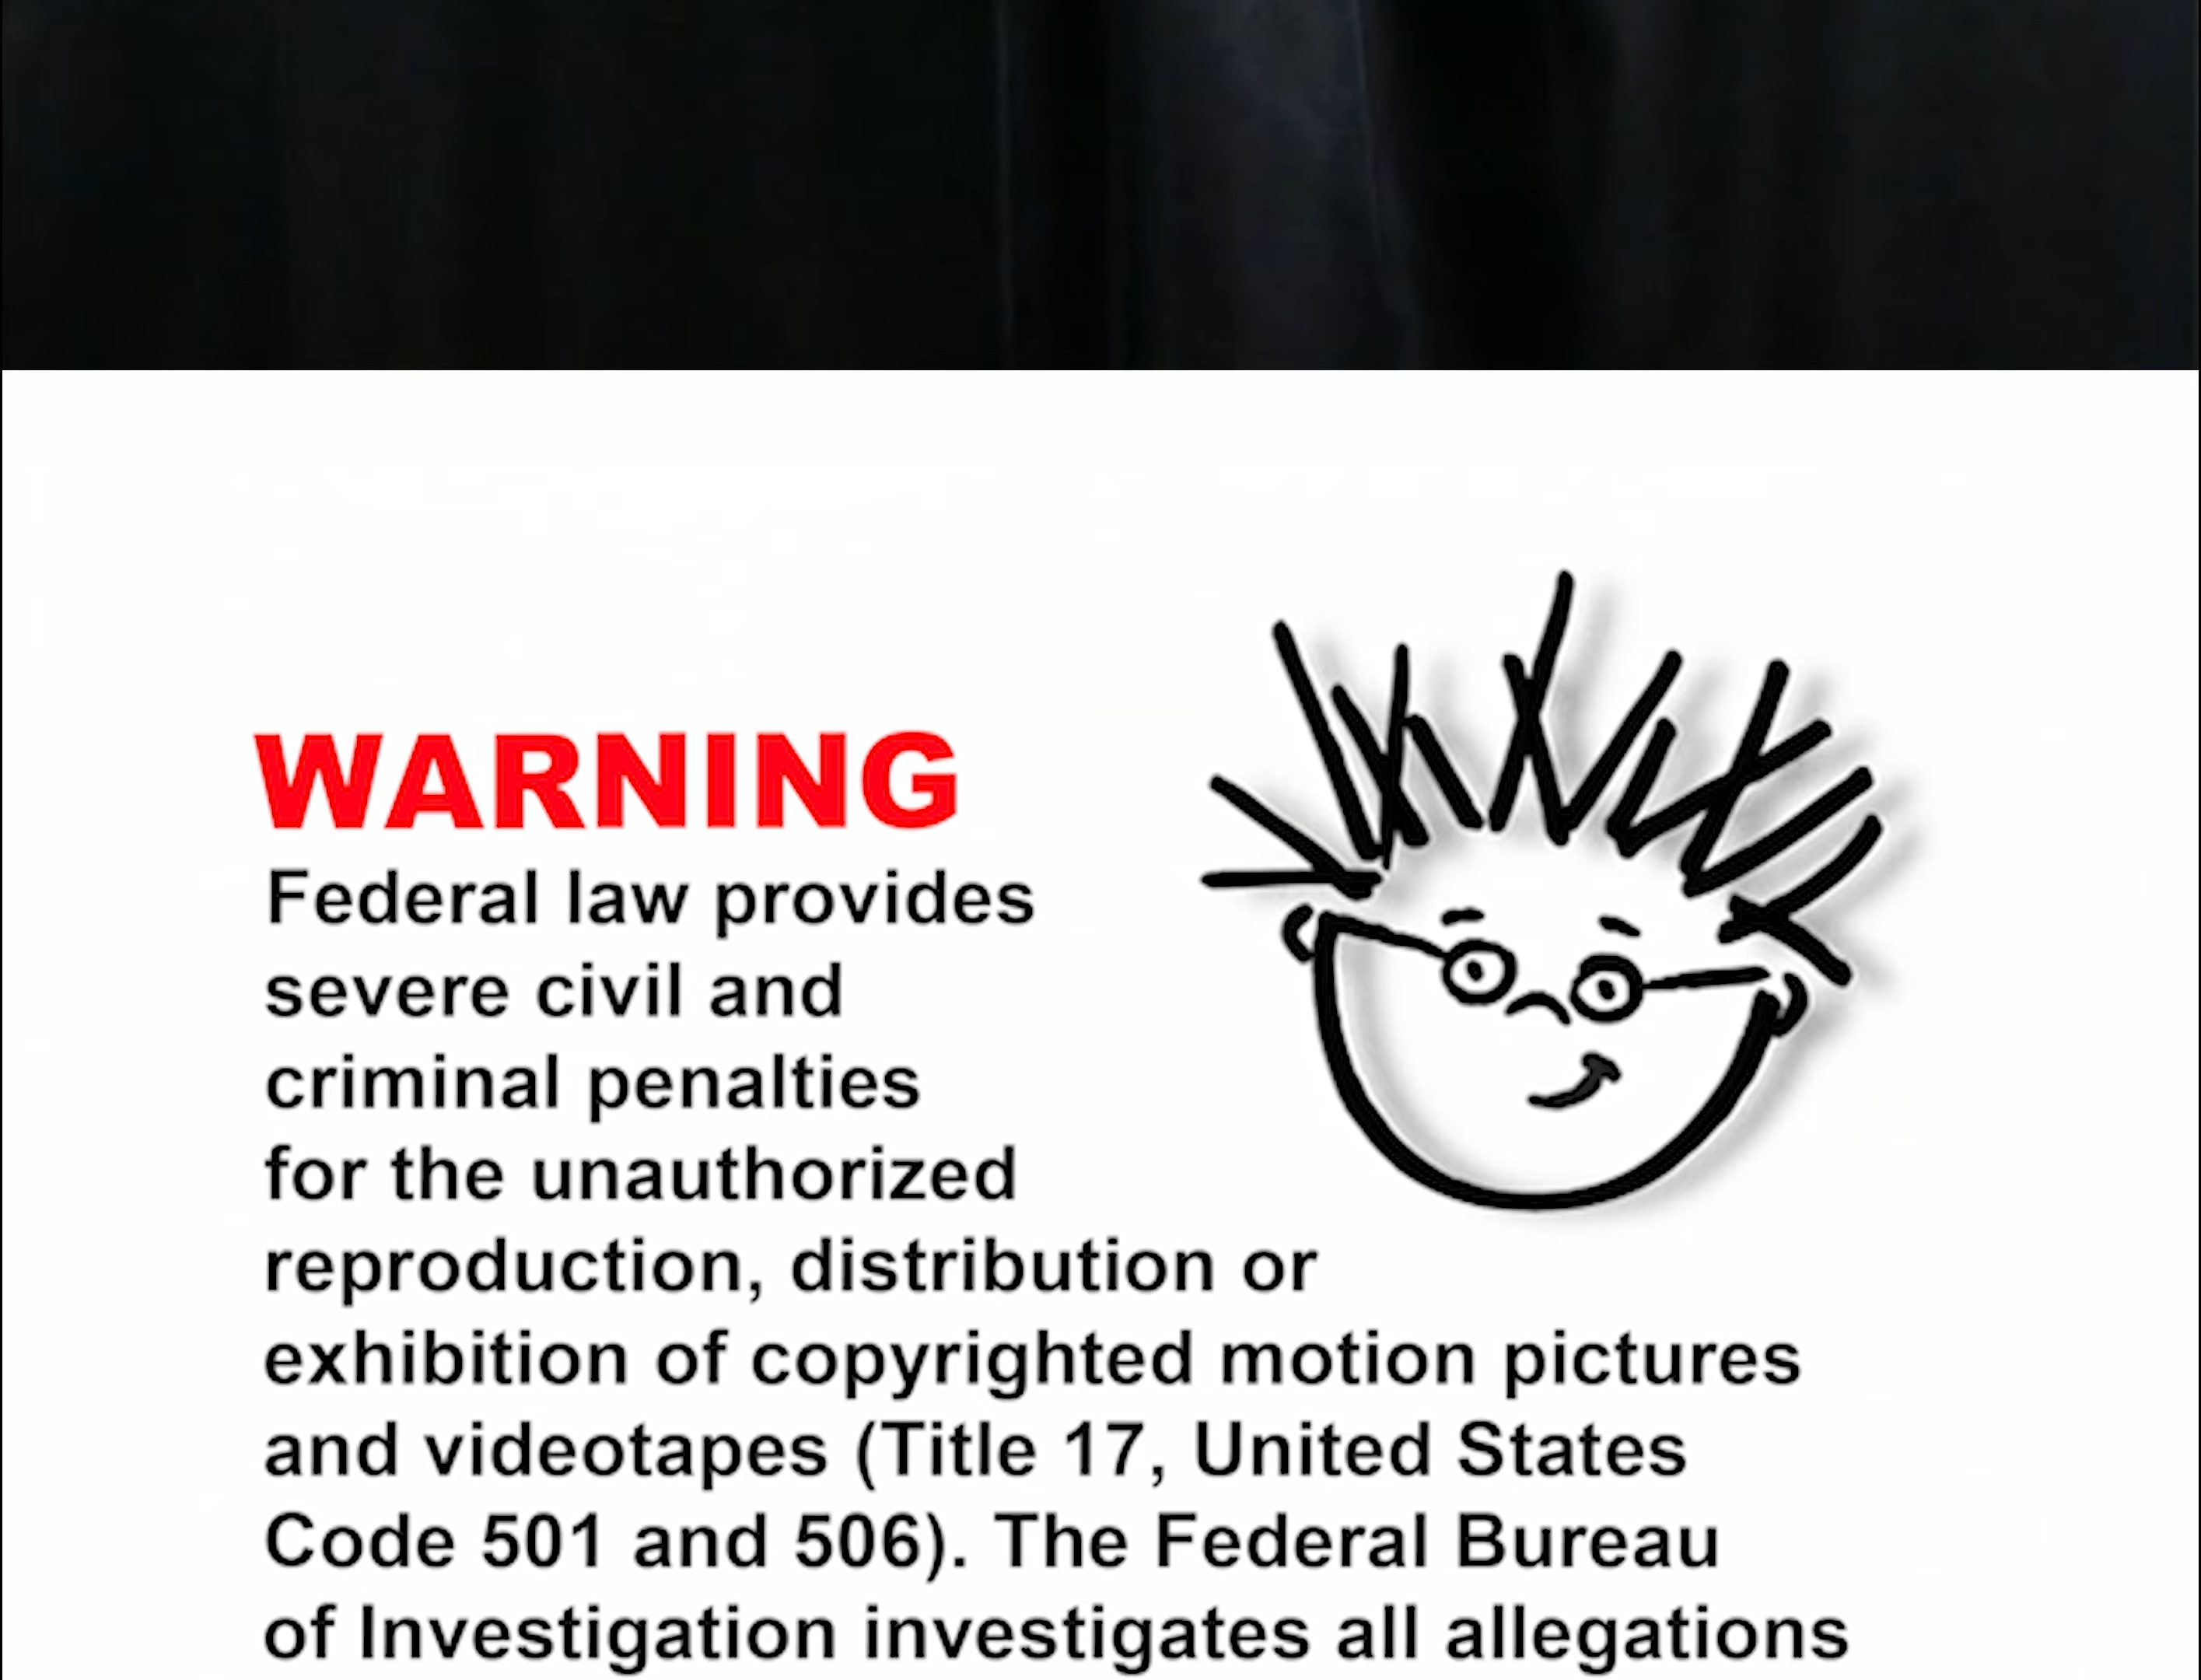 WARNING
Federal law provides
severe civil and
criminal penalties
for the unauthorized
reproduction, distribution or
exhibition of copyrighted motion pictures
and videotapes (Title 17, United States
Code 501 and 506). The Federal Bureau
of Investigation investigates all allegations